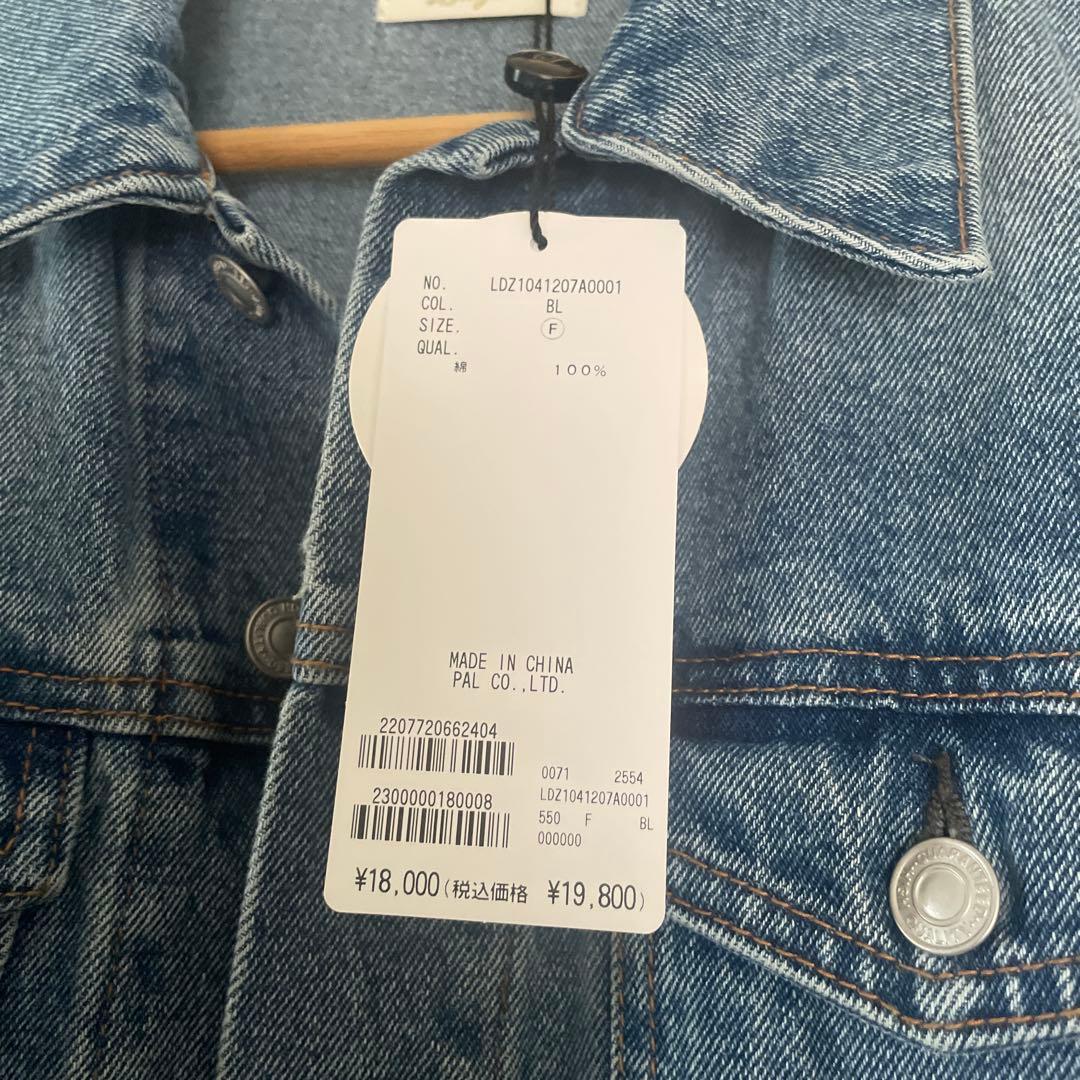 NO. LDZ1041207A0001
COL. BL
SIZE. F
QUAL.
綿 100%
MADE IN CHINA
PAL CO.,LTD.
2207720662404
2300000180008
0071 2554
LDZ1041207A0001
550 F BL
000000
¥18,000(税込価格 ¥19,800)